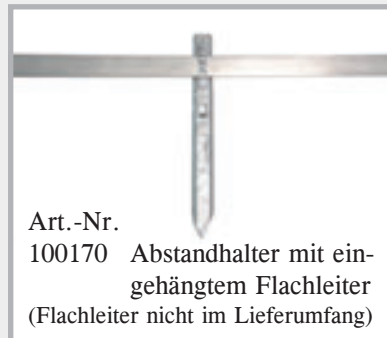 Art.-Nr.
100170 Abstandhalter mit ein-
gehängtem Flachleiter
(Flachleiter nicht im Lieferumfang)